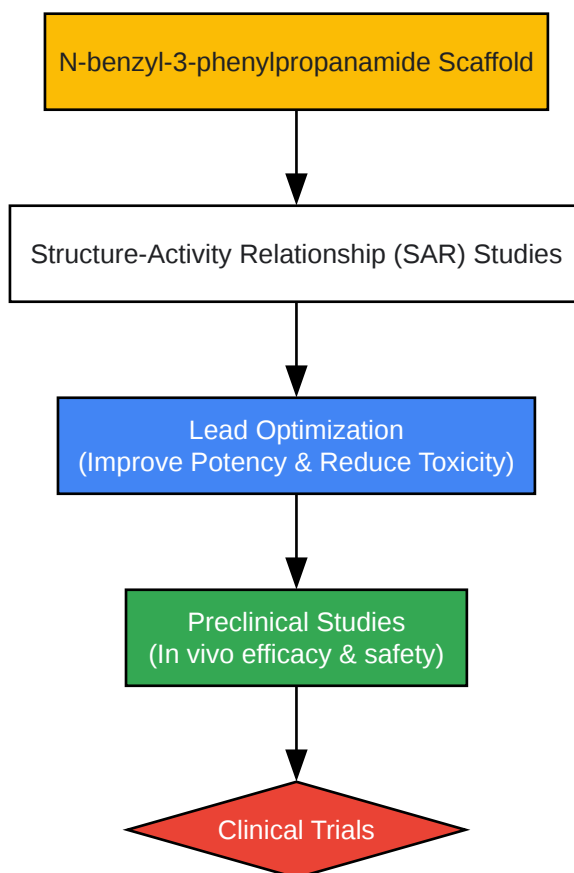 N-benzyl-3-phenylpropanamide Scaffold
Structure-Activity Relationship (SAR) Studies
Lead Optimization
(Improve Potency & Reduce Toxicity)
Preclinical Studies
(In vivo efficacy & safety)
Clinical Trials